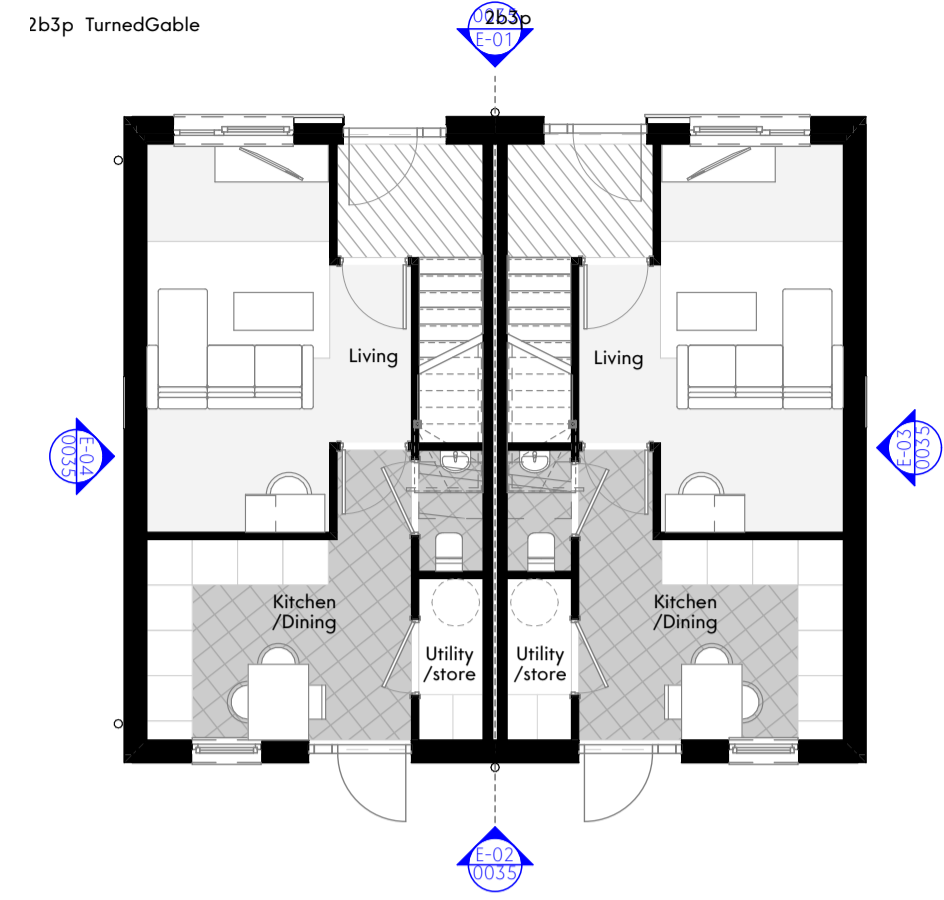 2b3p TurnedGable
2b3p
0035
E-01
Living
Living
E-04
0035
E-03
0035
Kitchen
/Dining
Kitchen
/Dining
Utility
/store
Utility
/store
E-02
0035